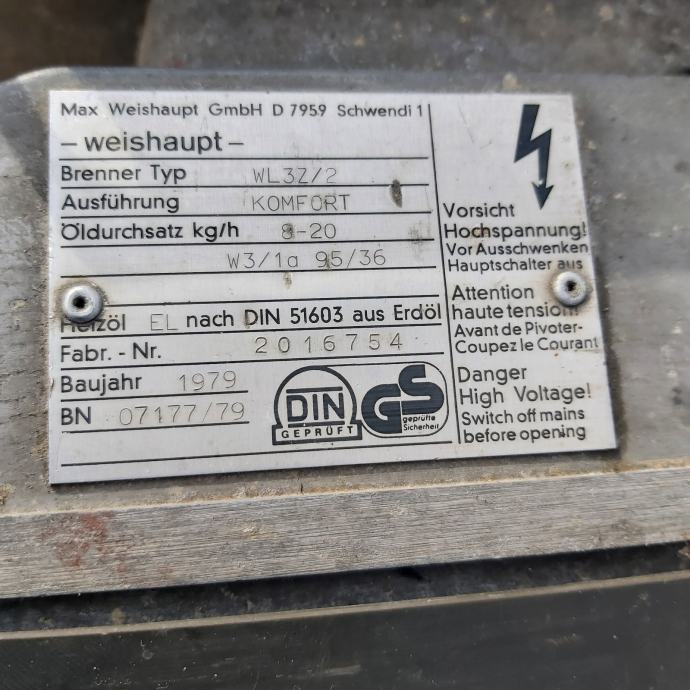 Max Weishaupt GmbH D 7959 Schwendi 1
– weishaupt –
Brenner Typ WL3Z/2
Ausführung KOMFORT
Öldurchsatz kg/h 8-20
W3/1a 95/36
Heizöl EL nach DIN 51603 aus Erdöl
Fabr. - Nr. 2016754
Baujahr 1979
BN 07177/79
DIN
GEPRÜFT
GS
geprüfte
Sicherheit
Vorsicht
Hochspannung!
Vor Ausschwenken
Hauptschalter aus
Attention
haute tension!
Avant de Pivoter-
Coupez le Courant
Danger
High Voltage!
Switch off mains
before opening